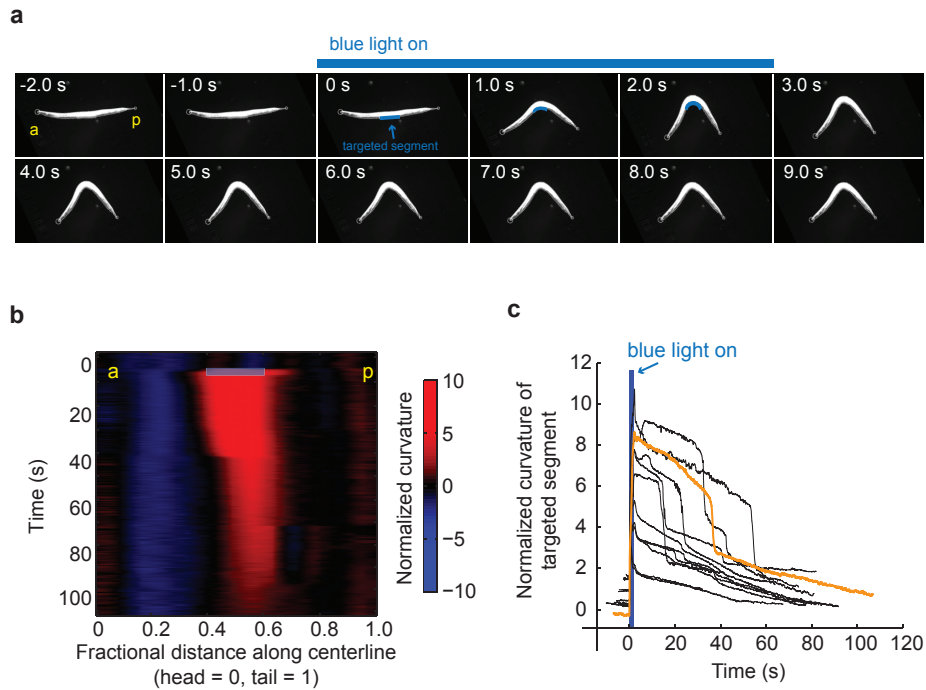 a
blue light on
-2.0 s
-1.0 s
0 s
1.0 s
2.0 s
3.0 s
a
p
targeted segment
4.0 s
5.0 s
6.0 s
7.0 s
8.0 s
9.0 s
b
Time (s)
0
20
40
60
80
100
a
p
0
0.2
0.4
0.6
0.8
1.0
Fractional distance along centerline
(head = 0, tail = 1)
Normalized curvature
10
5
0
−5
−10
c
blue light on
Normalized curvature of
targeted segment
12
10
8
6
4
2
0
0
20
40
60
80
100
120
Time (s)